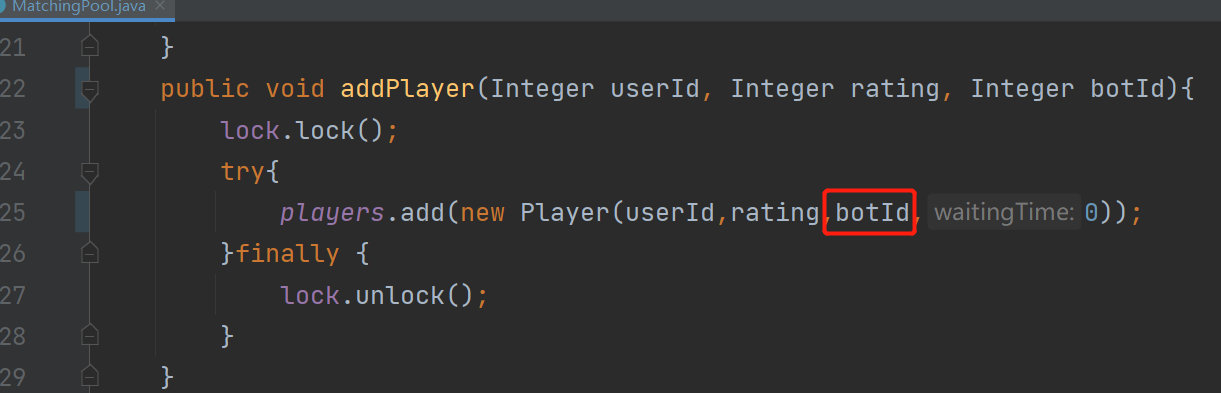 MatchingPool.java ×
21 }
22 public void addPlayer(Integer userId, Integer rating, Integer botId){
23 lock.lock();
24 try{
25 players.add(new Player(userId,rating,botId, waitingTime: 0));
26 }finally {
27 lock.unlock();
28 }
29 }